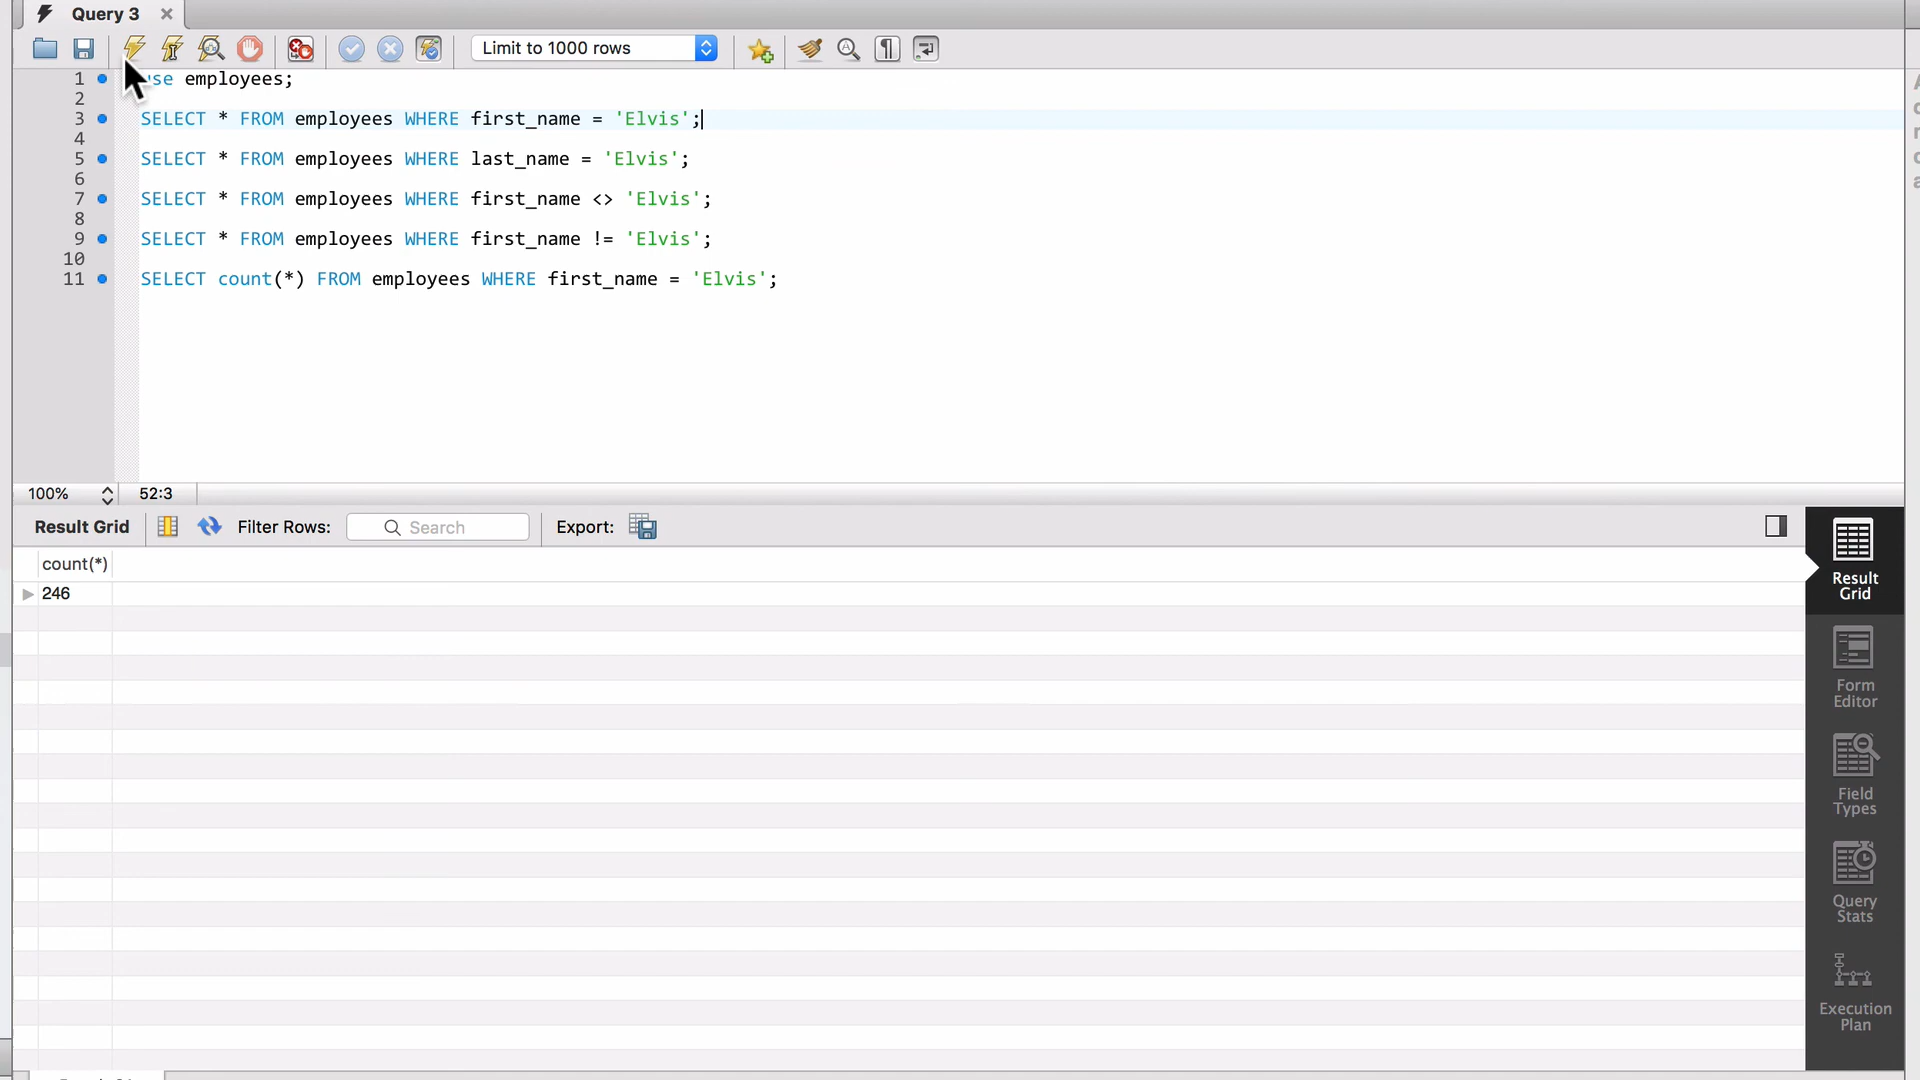 Query 3
Limit to 1000 rows
1 se employees;
2
3 SELECT * FROM employees WHERE first_name = 'Elvis';
4
5 SELECT * FROM employees WHERE last_name = 'Elvis';
6
7 SELECT * FROM employees WHERE first_name <> 'Elvis';
8
9 SELECT * FROM employees WHERE first_name != 'Elvis';
10
11 SELECT count(*) FROM employees WHERE first_name = 'Elvis';
100% 52:3
Result Grid Filter Rows: Search Export:
count(*)
246
Result
Grid
Form
Editor
Field
Types
Query
Stats
Execution
Plan